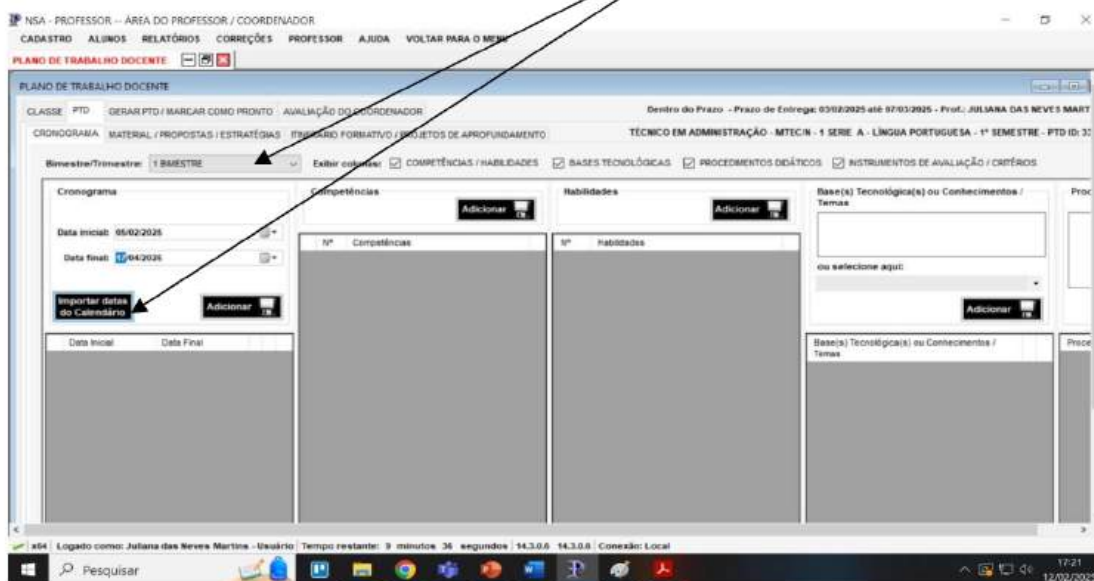 NSA - PROFESSOR -- ÁREA DO PROFESSOR / COORDENADOR
CADASTRO ALUNOS RELATÓRIOS CORREÇÕES PROFESSOR AJUDA VOLTAR PARA O MENU
PLANO DE TRABALHO DOCENTE
PLANO DE TRABALHO DOCENTE
CLASSE PTD GERAR PTD / MARCAR COMO PRONTO AVALIAÇÃO DO COORDENADOR Dentro do Prazo - Prazo de Entrega: 03/02/2025 até 07/03/2025 - Prof.: JULIANA DAS NEVES MART
CRONOGRAMA MATERIAL / PROPOSTAS / ESTRATÉGIAS ITINERÁRIO FORMATIVO / PROJETOS DE APROFUNDAMENTO TÉCNICO EM ADMINISTRAÇÃO - MTEC/N - 1 SERIE A - LÍNGUA PORTUGUESA - 1º SEMESTRE - PTD ID: 33
Bimestre/Trimestre: 1 BIMESTRE Exibir colunas: COMPETÊNCIAS / HABILIDADES BASES TECNOLÓGICAS PROCEDIMENTOS DIDÁTICOS INSTRUMENTOS DE AVALIAÇÃO / CRITÉRIOS
Cronograma Competências Habilidades Base(s) Tecnológica(s) ou Conhecimentos / Proc
Temas
Adicionar Adicionar
Data inicial: 05/02/2025
Nº Competências Nº Habilidades
Data final: 17/04/2025
ou selecione aqui:
Importar datas
do Calendário Adicionar Adicionar
Data Inicial Data Final Base(s) Tecnológica(s) ou Conhecimentos / Proce
Temas
x64 Logado como: Juliana das Neves Martins - Usuário Tempo restante: 9 minutos 36 segundos 14.3.0.6 14.3.0.6 Conexão: Local
Pesquisar 17:21
12/02/2025